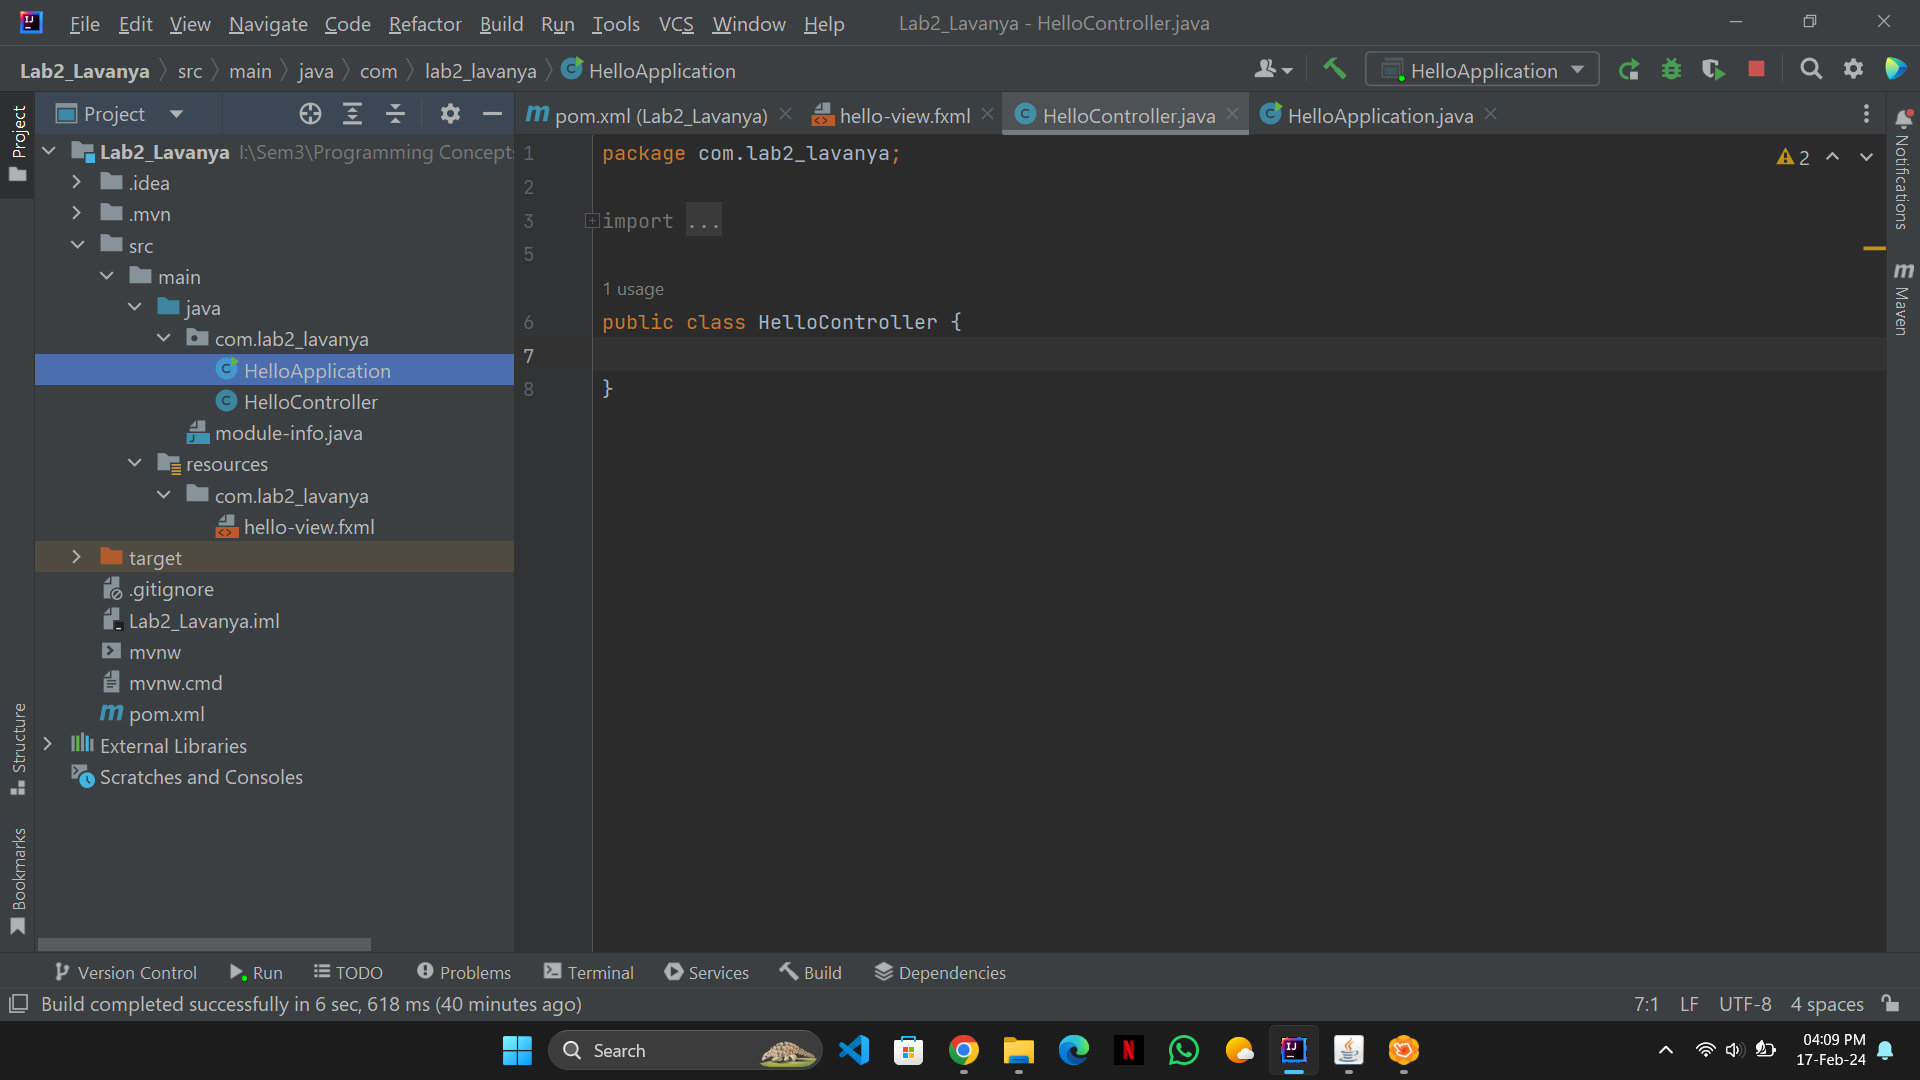 File Edit View Navigate Code Refactor Build Run Tools VCS Window Help Lab2_Lavanya - HelloController.java
Lab2_Lavanya src main java com lab2_lavanya HelloApplication HelloApplication
Project
Project
pom.xml (Lab2_Lavanya) hello-view.fxml HelloController.java HelloApplication.java
Lab2_Lavanya I:\Sem3\Programming Concept
.idea
.mvn
src
main
java
com.lab2_lavanya
HelloApplication
HelloController
module-info.java
resources
com.lab2_lavanya
hello-view.fxml
target
.gitignore
Lab2_Lavanya.iml
mvnw
mvnw.cmd
pom.xml
External Libraries
Scratches and Consoles
Structure
Bookmarks
1 package com.lab2_lavanya;
2
3 import ...
5
1 usage
6 public class HelloController {
7
8 }
2
Notifications
Maven
Version Control Run TODO Problems Terminal Services Build Dependencies
Build completed successfully in 6 sec, 618 ms (40 minutes ago) 7:1 LF UTF-8 4 spaces
Search
04:09 PM
17-Feb-24